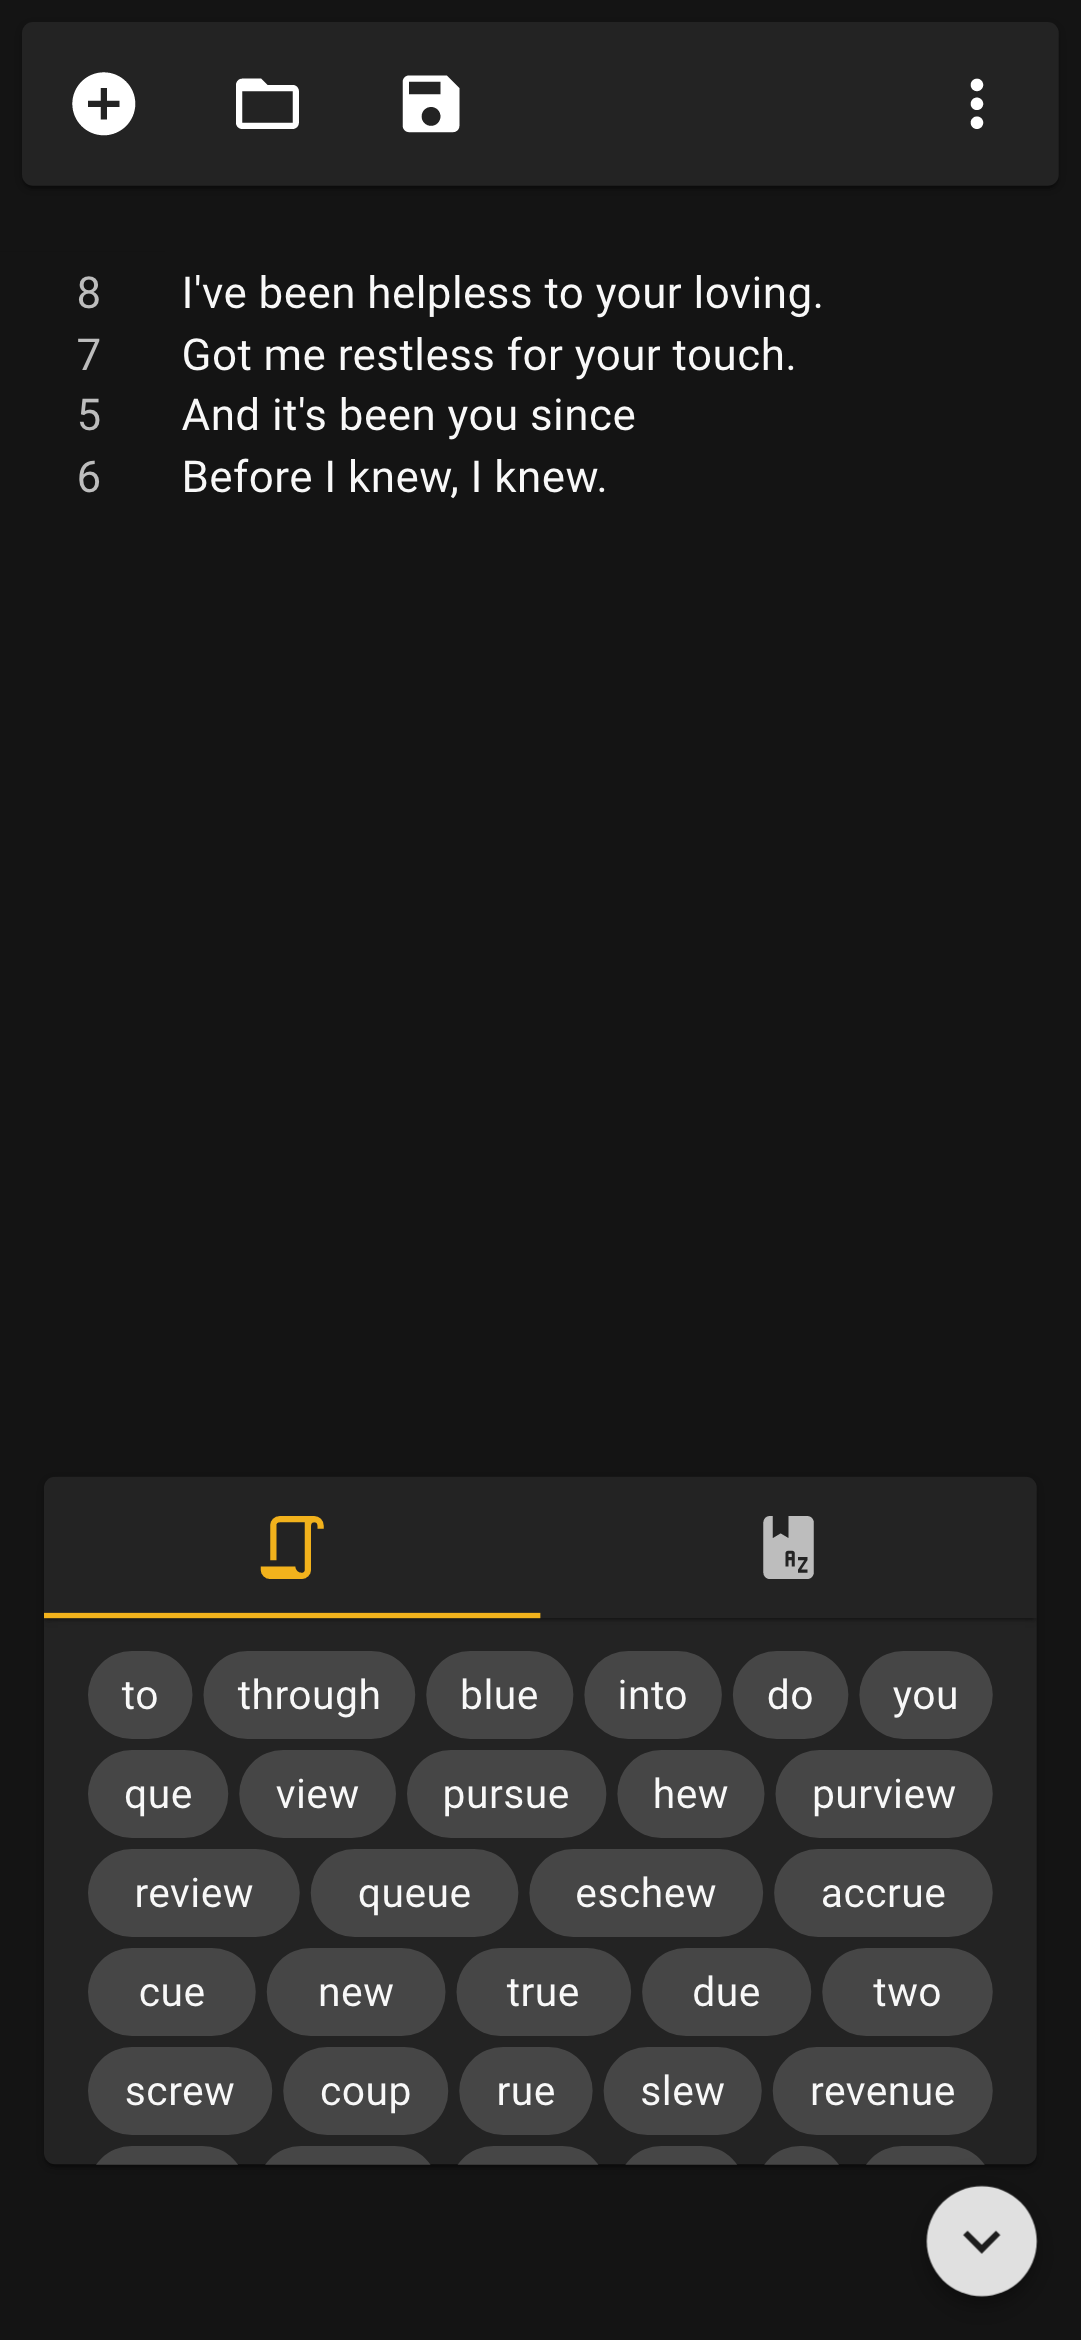 8 I've been helpless to your loving.
7 Got me restless for your touch.
5 And it's been you since
6 Before I knew, I knew.
AZ
to through blue into do you
que view pursue hew purview
review queue eschew accrue
cue new true due two
screw coup rue slew revenue